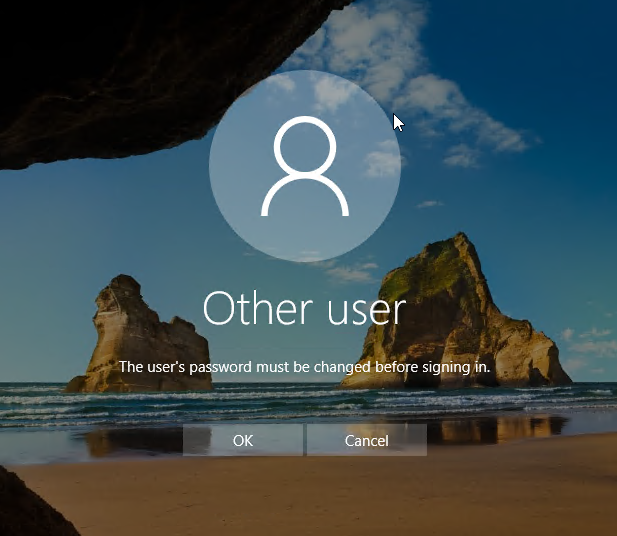 Other user
The user's password must be changed before signing in.
OK
Cancel